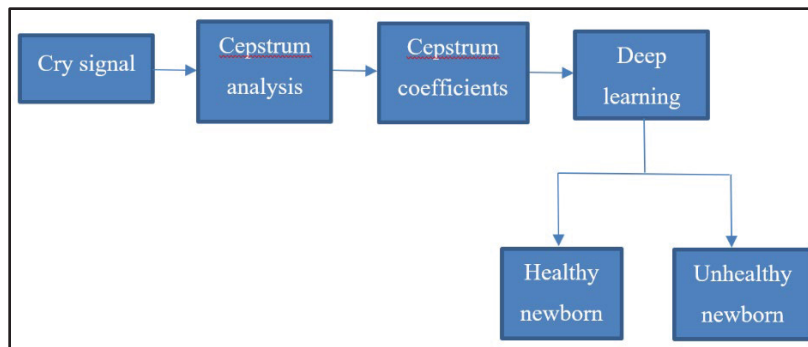 Cry signal
Cepstrum
analysis
Cepstrum
coefficients
Deep
learning
Healthy
newborn
Unhealthy
newborn